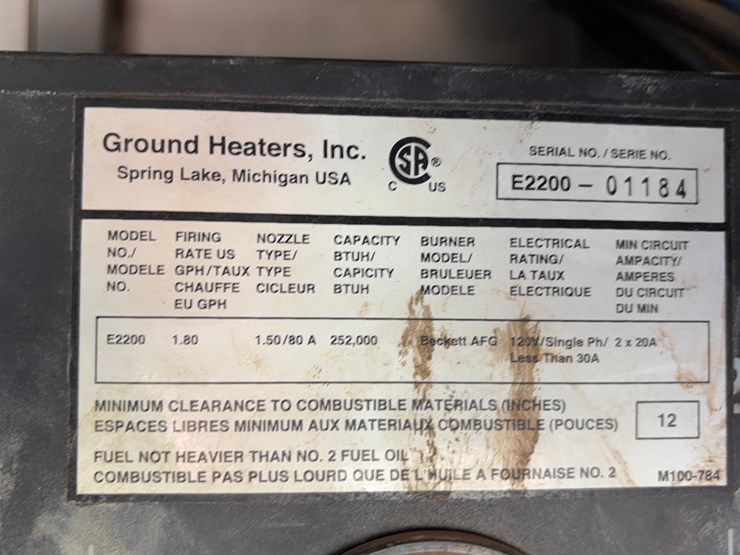 Ground Heaters, Inc.
Spring Lake, Michigan USA
SA ®
C US
SERIAL NO. / SERIE NO.
E2200 – 01184
MODEL NO./ MODELE NO.
FIRING RATE US GPH/TAUX CHAUFFE EU GPH
NOZZLE TYPE/ TYPE CICLEUR
CAPACITY BTUH/ CAPICITY BTUH
BURNER MODEL/ BRULEUER MODELE
ELECTRICAL RATING/ LA TAUX ELECTRIQUE
MIN CIRCUIT AMPACITY/ AMPERES DU CIRCUIT DU MIN
E2200 1.80 1.50/80 A 252,000 Beckett AFG 120V/Single Ph/ 2 x 20A
Less Than 30A
MINIMUM CLEARANCE TO COMBUSTIBLE MATERIALS (INCHES)
ESPACES LIBRES MINIMUM AUX MATERIAUX COMBUSTIBLE (POUCES)
12
FUEL NOT HEAVIER THAN NO. 2 FUEL OIL
COMBUSTIBLE PAS PLUS LOURD QUE DE L'HUILE A FOURNAISE NO. 2
M100-784